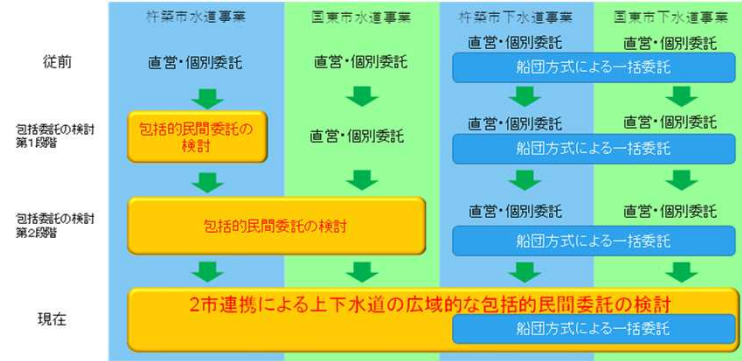 杵築市水道事業 国東市水道事業 杵築市下水道事業 国東市下水道事業
従前
直営・個別委託 直営・個別委託 直営・個別委託 直営・個別委託
船団方式による一括委託
包括委託の検討
第1段階
包括的民間委託の
検討
直営・個別委託 直営・個別委託 直営・個別委託
船団方式による一括委託
包括委託の検討
第2段階
包括的民間委託の検討
直営・個別委託 直営・個別委託
船団方式による一括委託
現在
2市連携による上下水道の広域的な包括的民間委託の検討
船団方式による一括委託